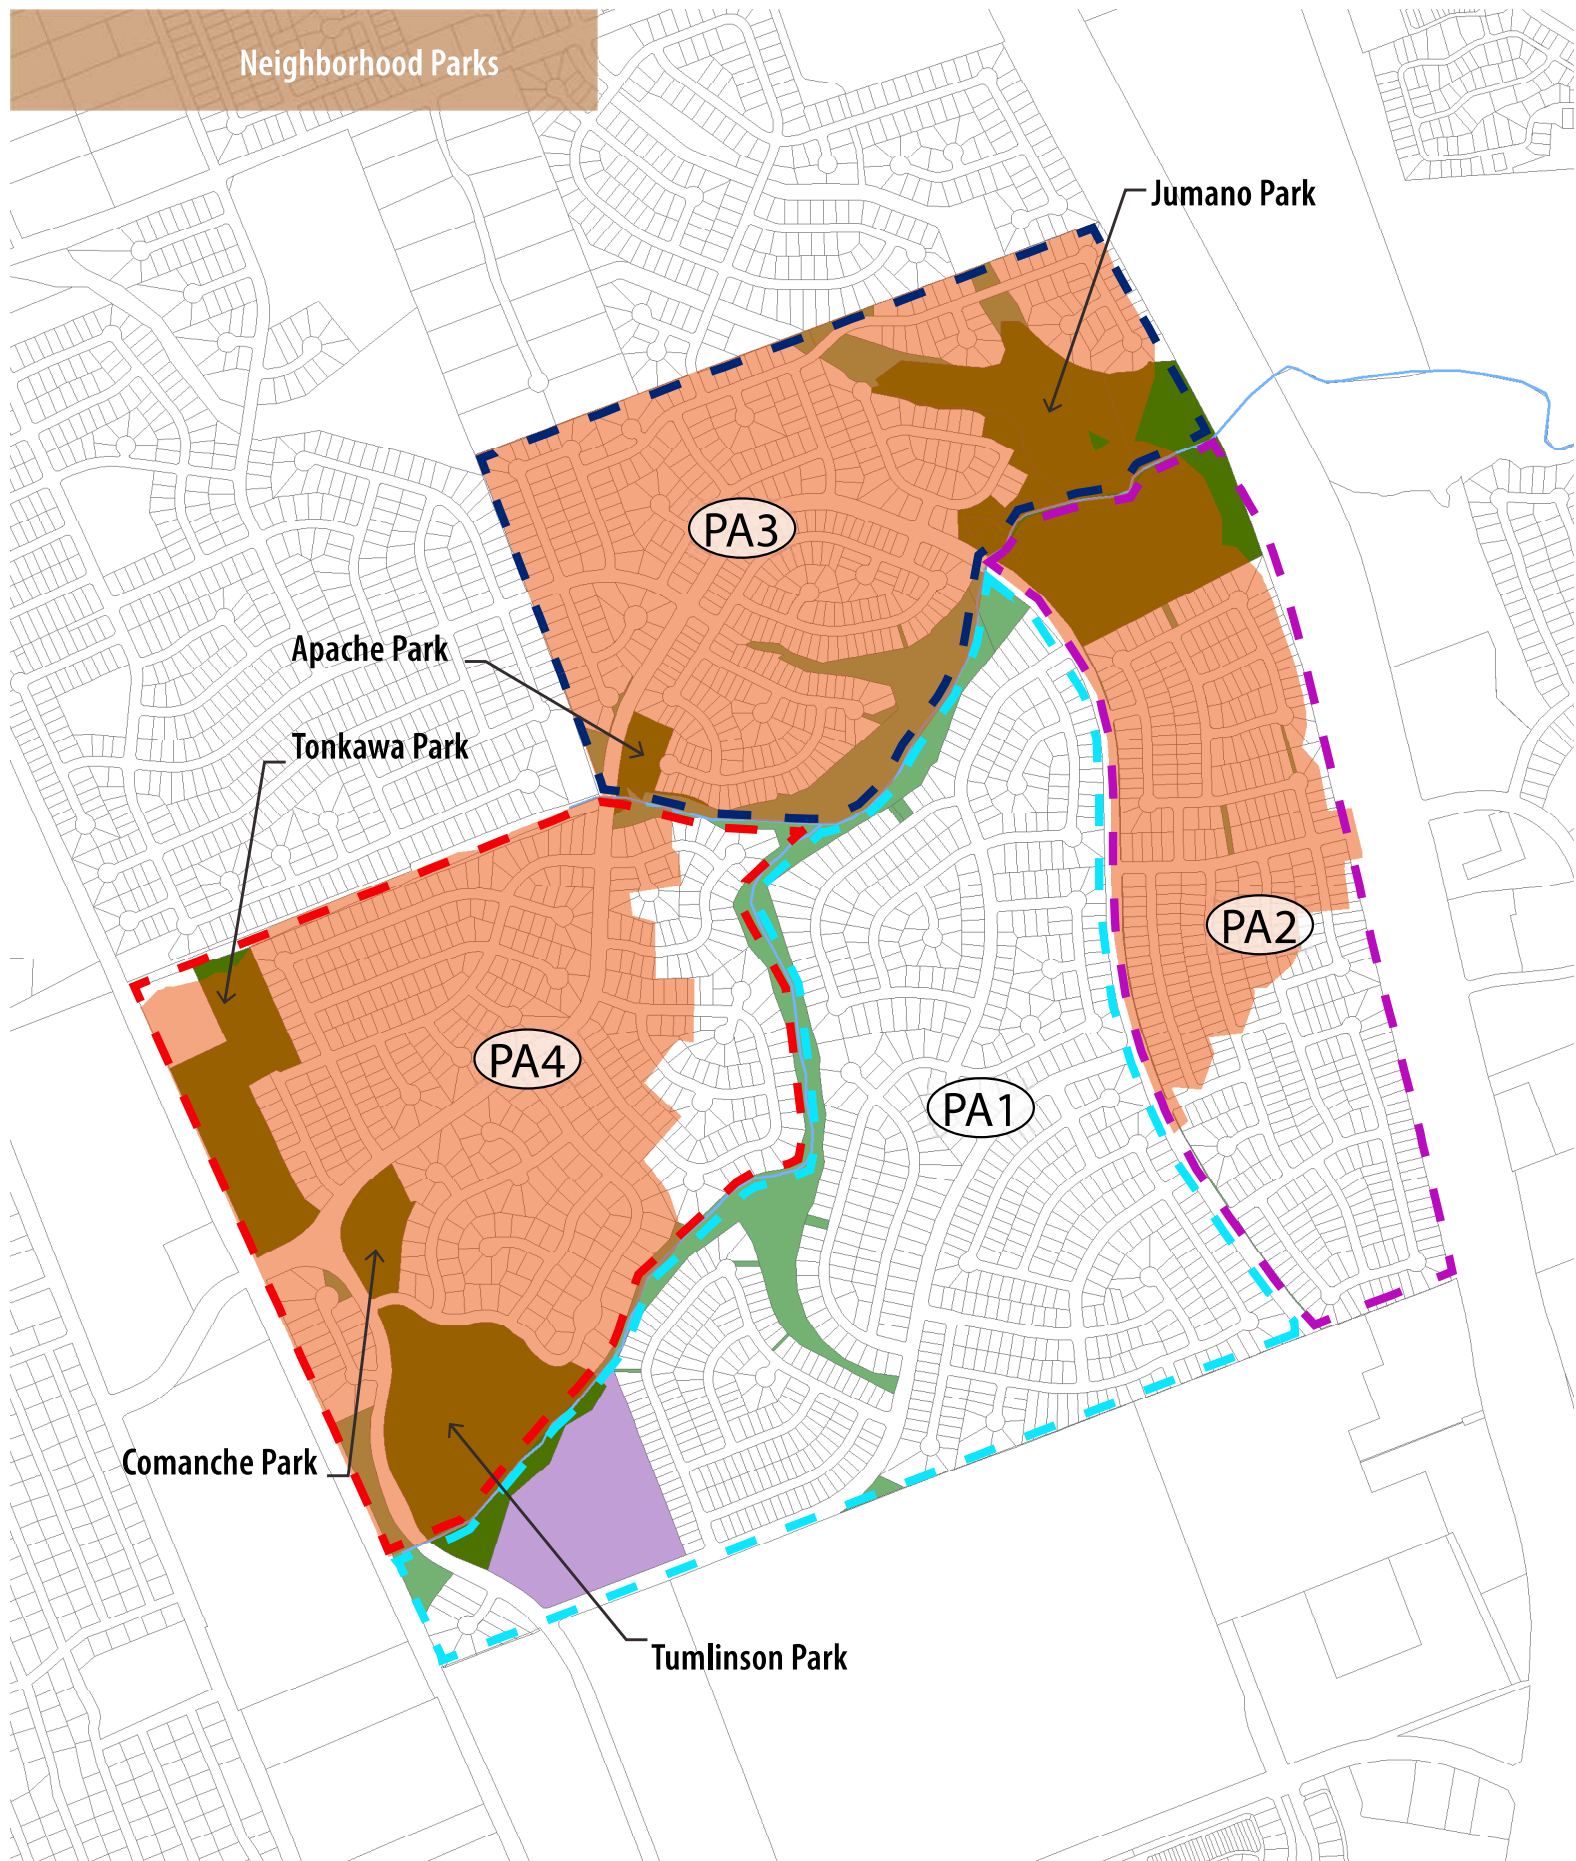 Neighborhood Parks
Jumano Park
PA3
Apache Park
Tonkawa Park
PA2
PA4
PA1
Comanche Park
Tumlinson Park